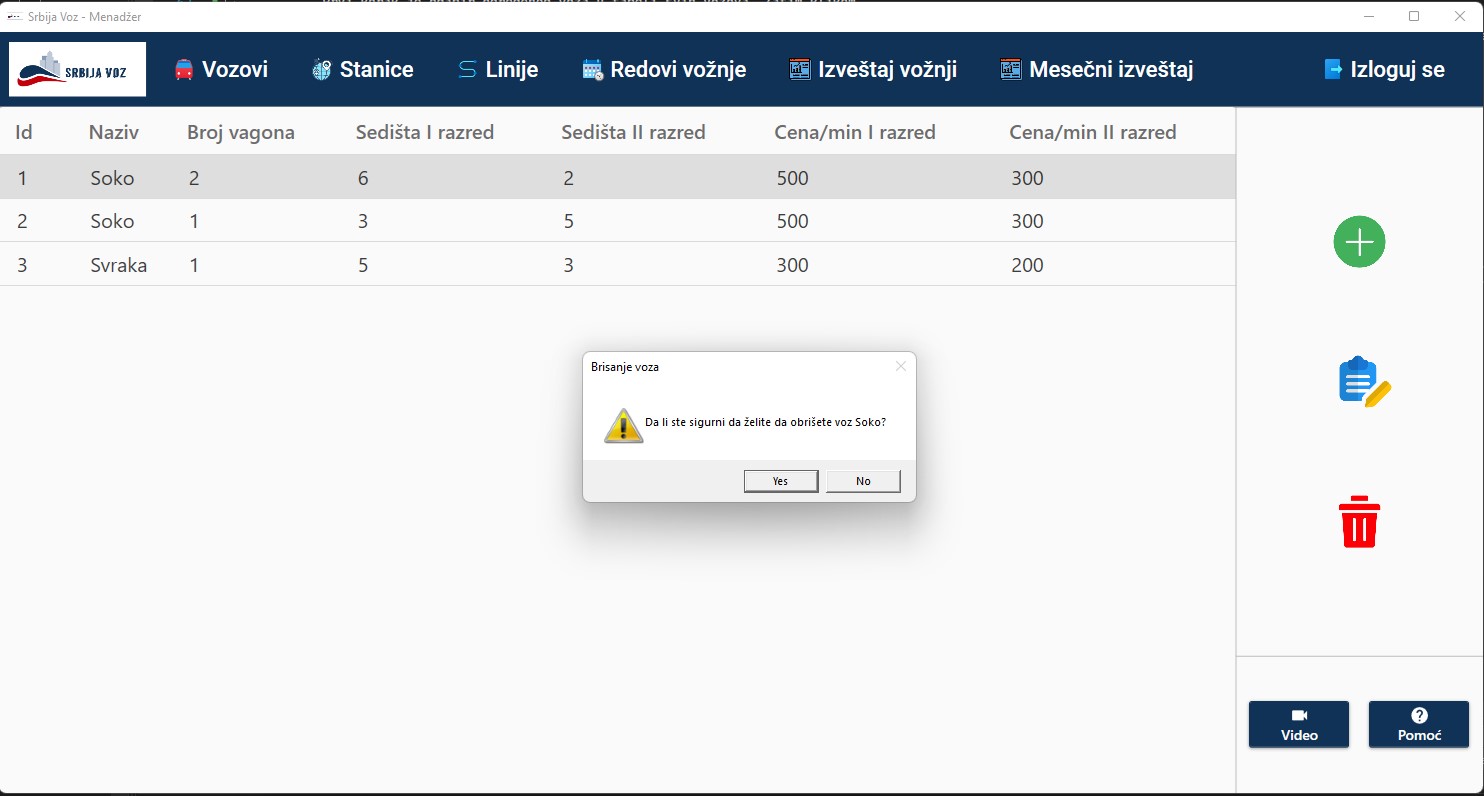 Srbija Voz - Menadžer
SRBIJA VOZ Vozovi Stanice Linije Redovi vožnje Izveštaj vožnji Mesečni izveštaj Izloguj se
Id Naziv Broj vagona Sedišta I razred Sedišta II razred Cena/min I razred Cena/min II razred
1 Soko 2 6 2 500 300
2 Soko 1 3 5 500 300
3 Svraka 1 5 3 300 200
Brisanje voza
Da li ste sigurni da želite da obrišete voz Soko?
Yes No
Video Pomoć